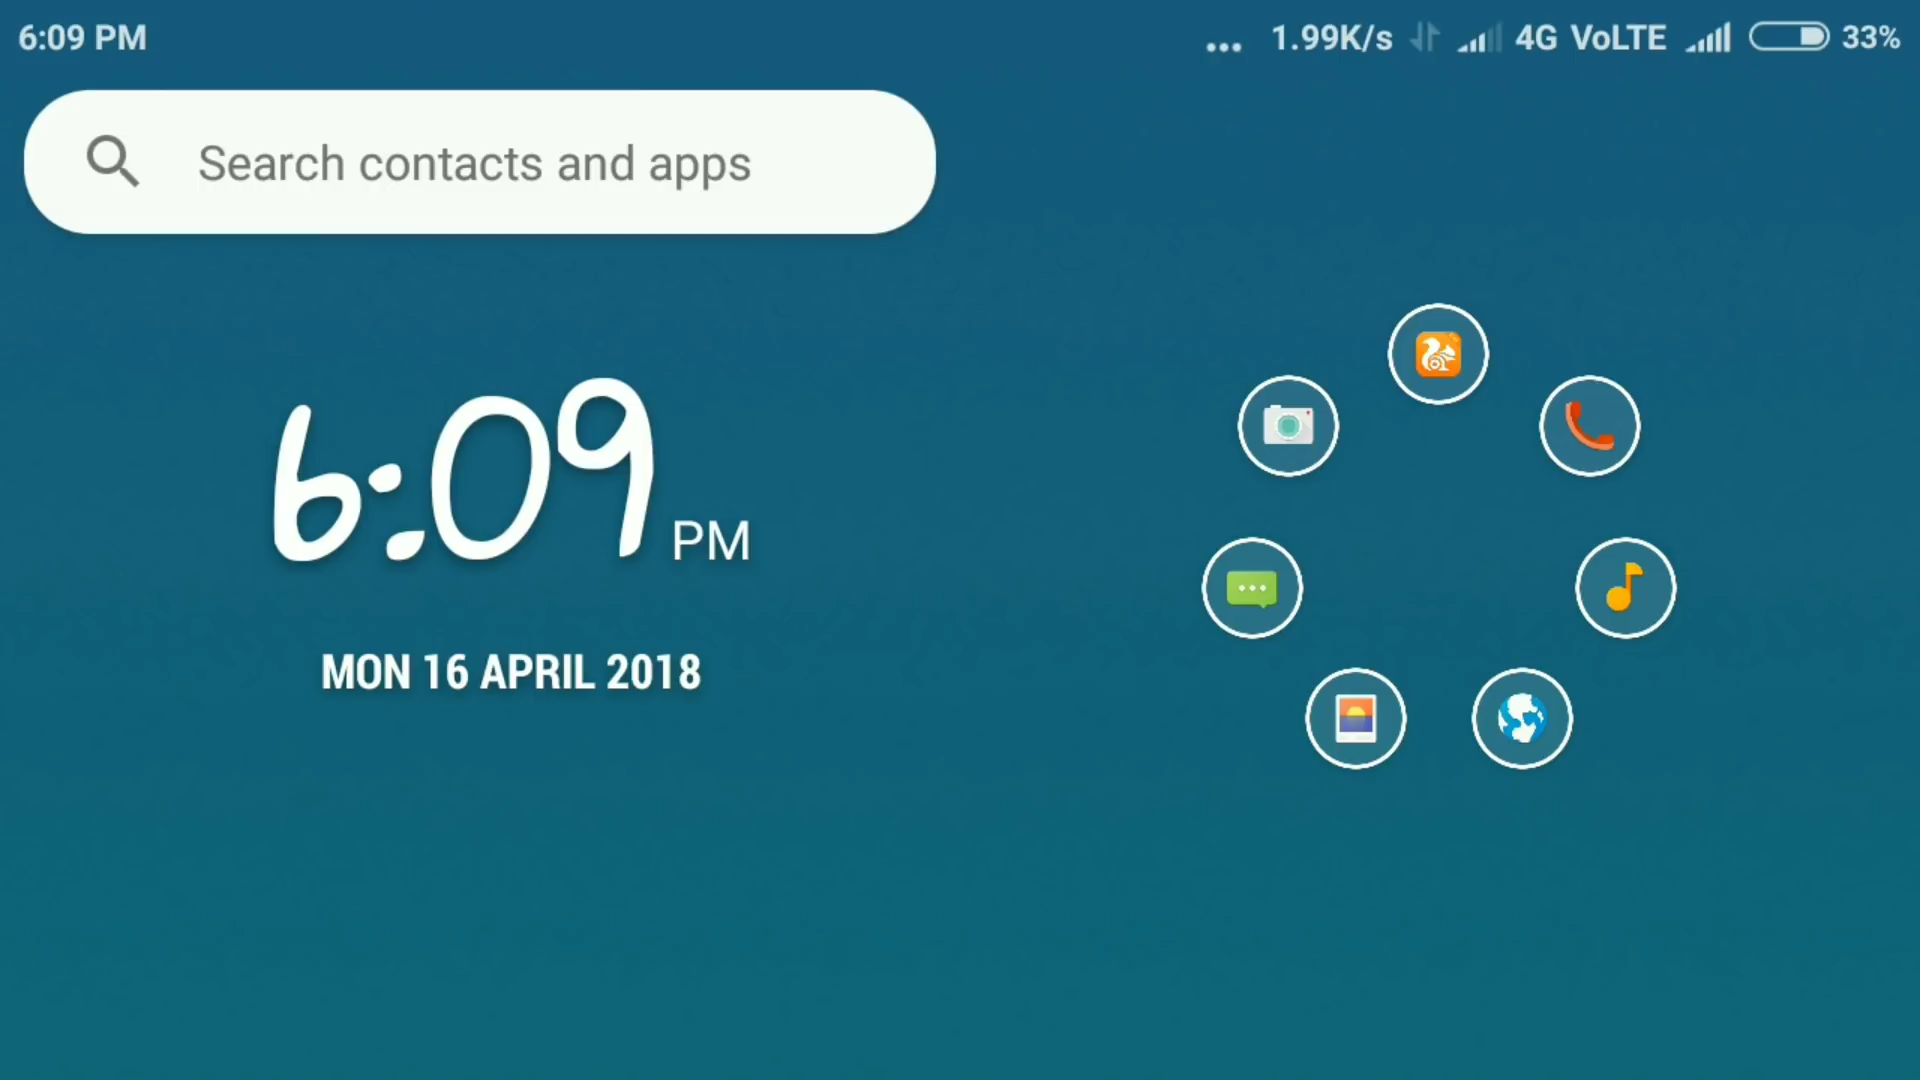 6:09 PM
... 1.99K/s 4G VoLTE 33%
Search contacts and apps
6:09 PM
MON 16 APRIL 2018